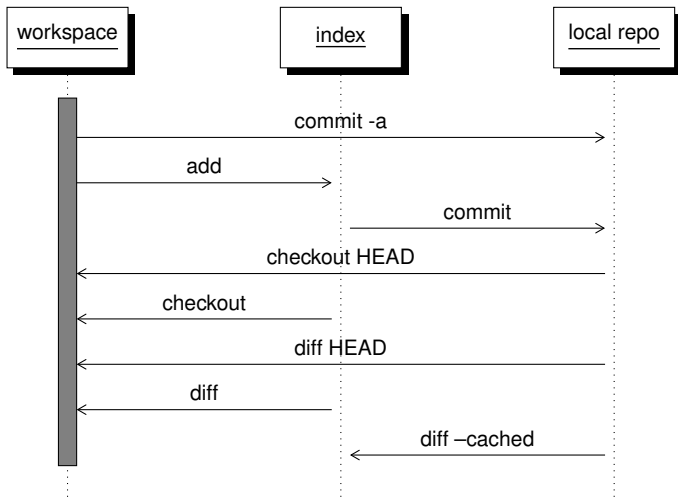 workspace
index
local repo
commit -a
add
commit
checkout HEAD
checkout
diff HEAD
diff
diff –cached